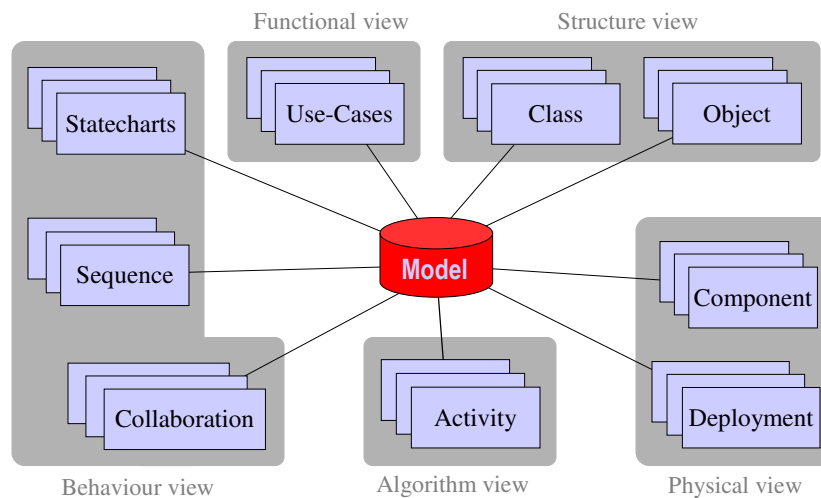 Functional view
Structure view
Statecharts
Use-Cases
Class
Object
Sequence
Model
Component
Collaboration
Activity
Deployment
Behaviour view
Algorithm view
Physical view